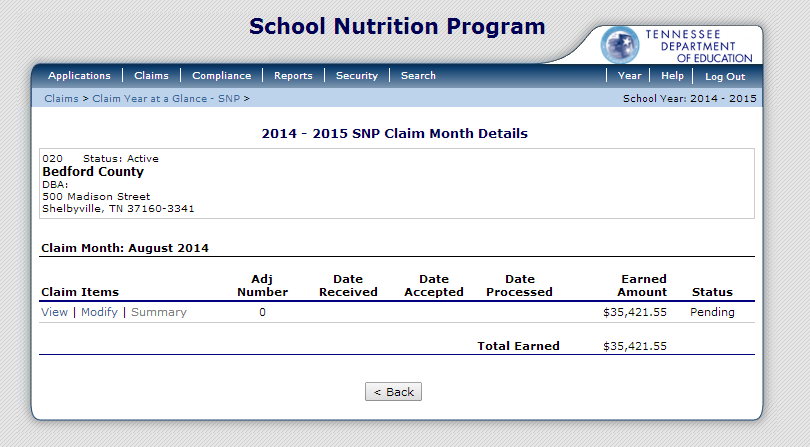 School Nutrition Program
TENNESSEE
DEPARTMENT
OF EDUCATION
Applications | Claims | Compliance | Reports | Security | Search | Year | Help | Log Out
Claims > Claim Year at a Glance - SNP > School Year: 2014 - 2015
2014 - 2015 SNP Claim Month Details
020 Status: Active
Bedford County
DBA:
500 Madison Street
Shelbyville, TN 37160-3341
Claim Month: August 2014
Claim Items Adj Number Date Received Date Accepted Date Processed Earned Amount Status
View | Modify | Summary 0 $35,421.55 Pending
Total Earned $35,421.55
< Back